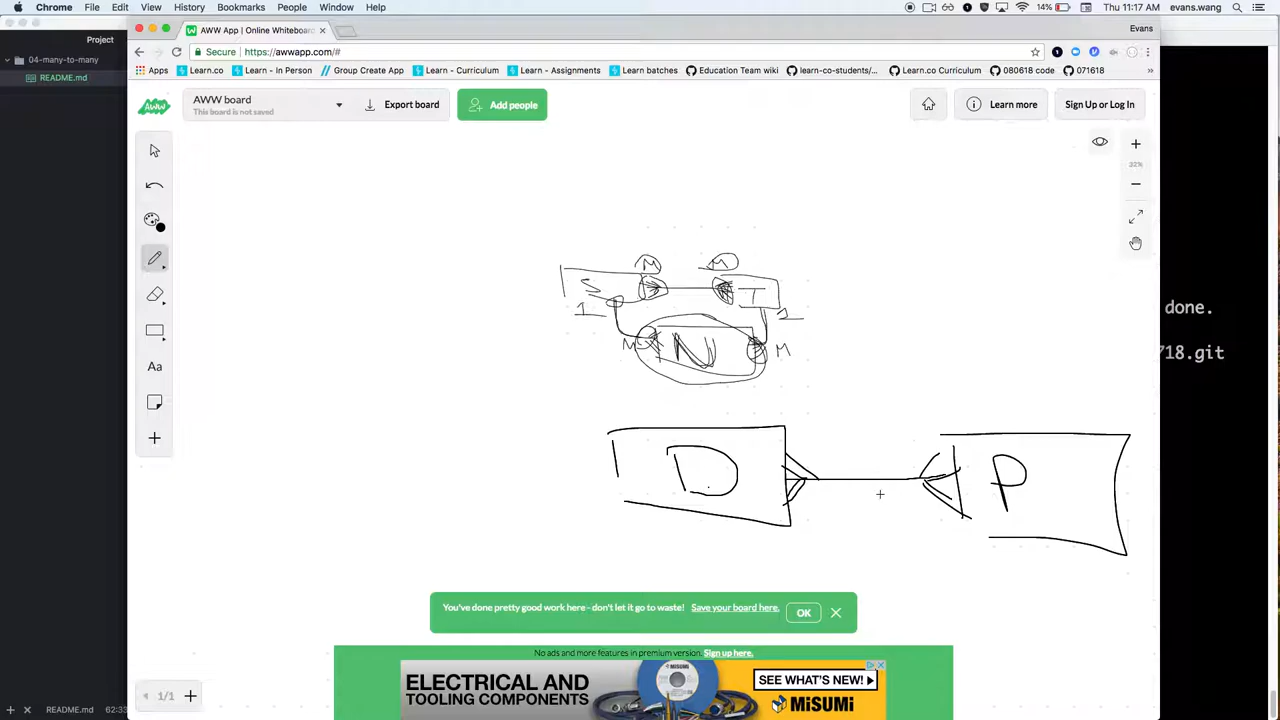 Chrome File Edit View History Bookmarks People Window Help
14% Thu 11:17 AM evans.wang
Project
04-many-to-many
README.md
AWW App | Online Whiteboard
Evans
Secure https://awwapp.com/#
Apps Learn.co Learn - In Person Group Create App Learn - Curriculum Learn - Assignments Learn batches Education Team wiki learn-co-students/... Learn.co Curriculum 080618 code 071618 »
AWW
AWW board
This board is not saved
Export board
Add people
Learn more
Sign Up or Log In
32%
Aa
M M
S T
1 1
M N M
D P
done.
718.git
You've done pretty good work here - don't let it go to waste! Save your board here. OK
No ads and more features in premium version. Sign up here.
ELECTRICAL AND
TOOLING COMPONENTS
SEE WHAT'S NEW!
MiSUMi
1/1
README.md 62:33